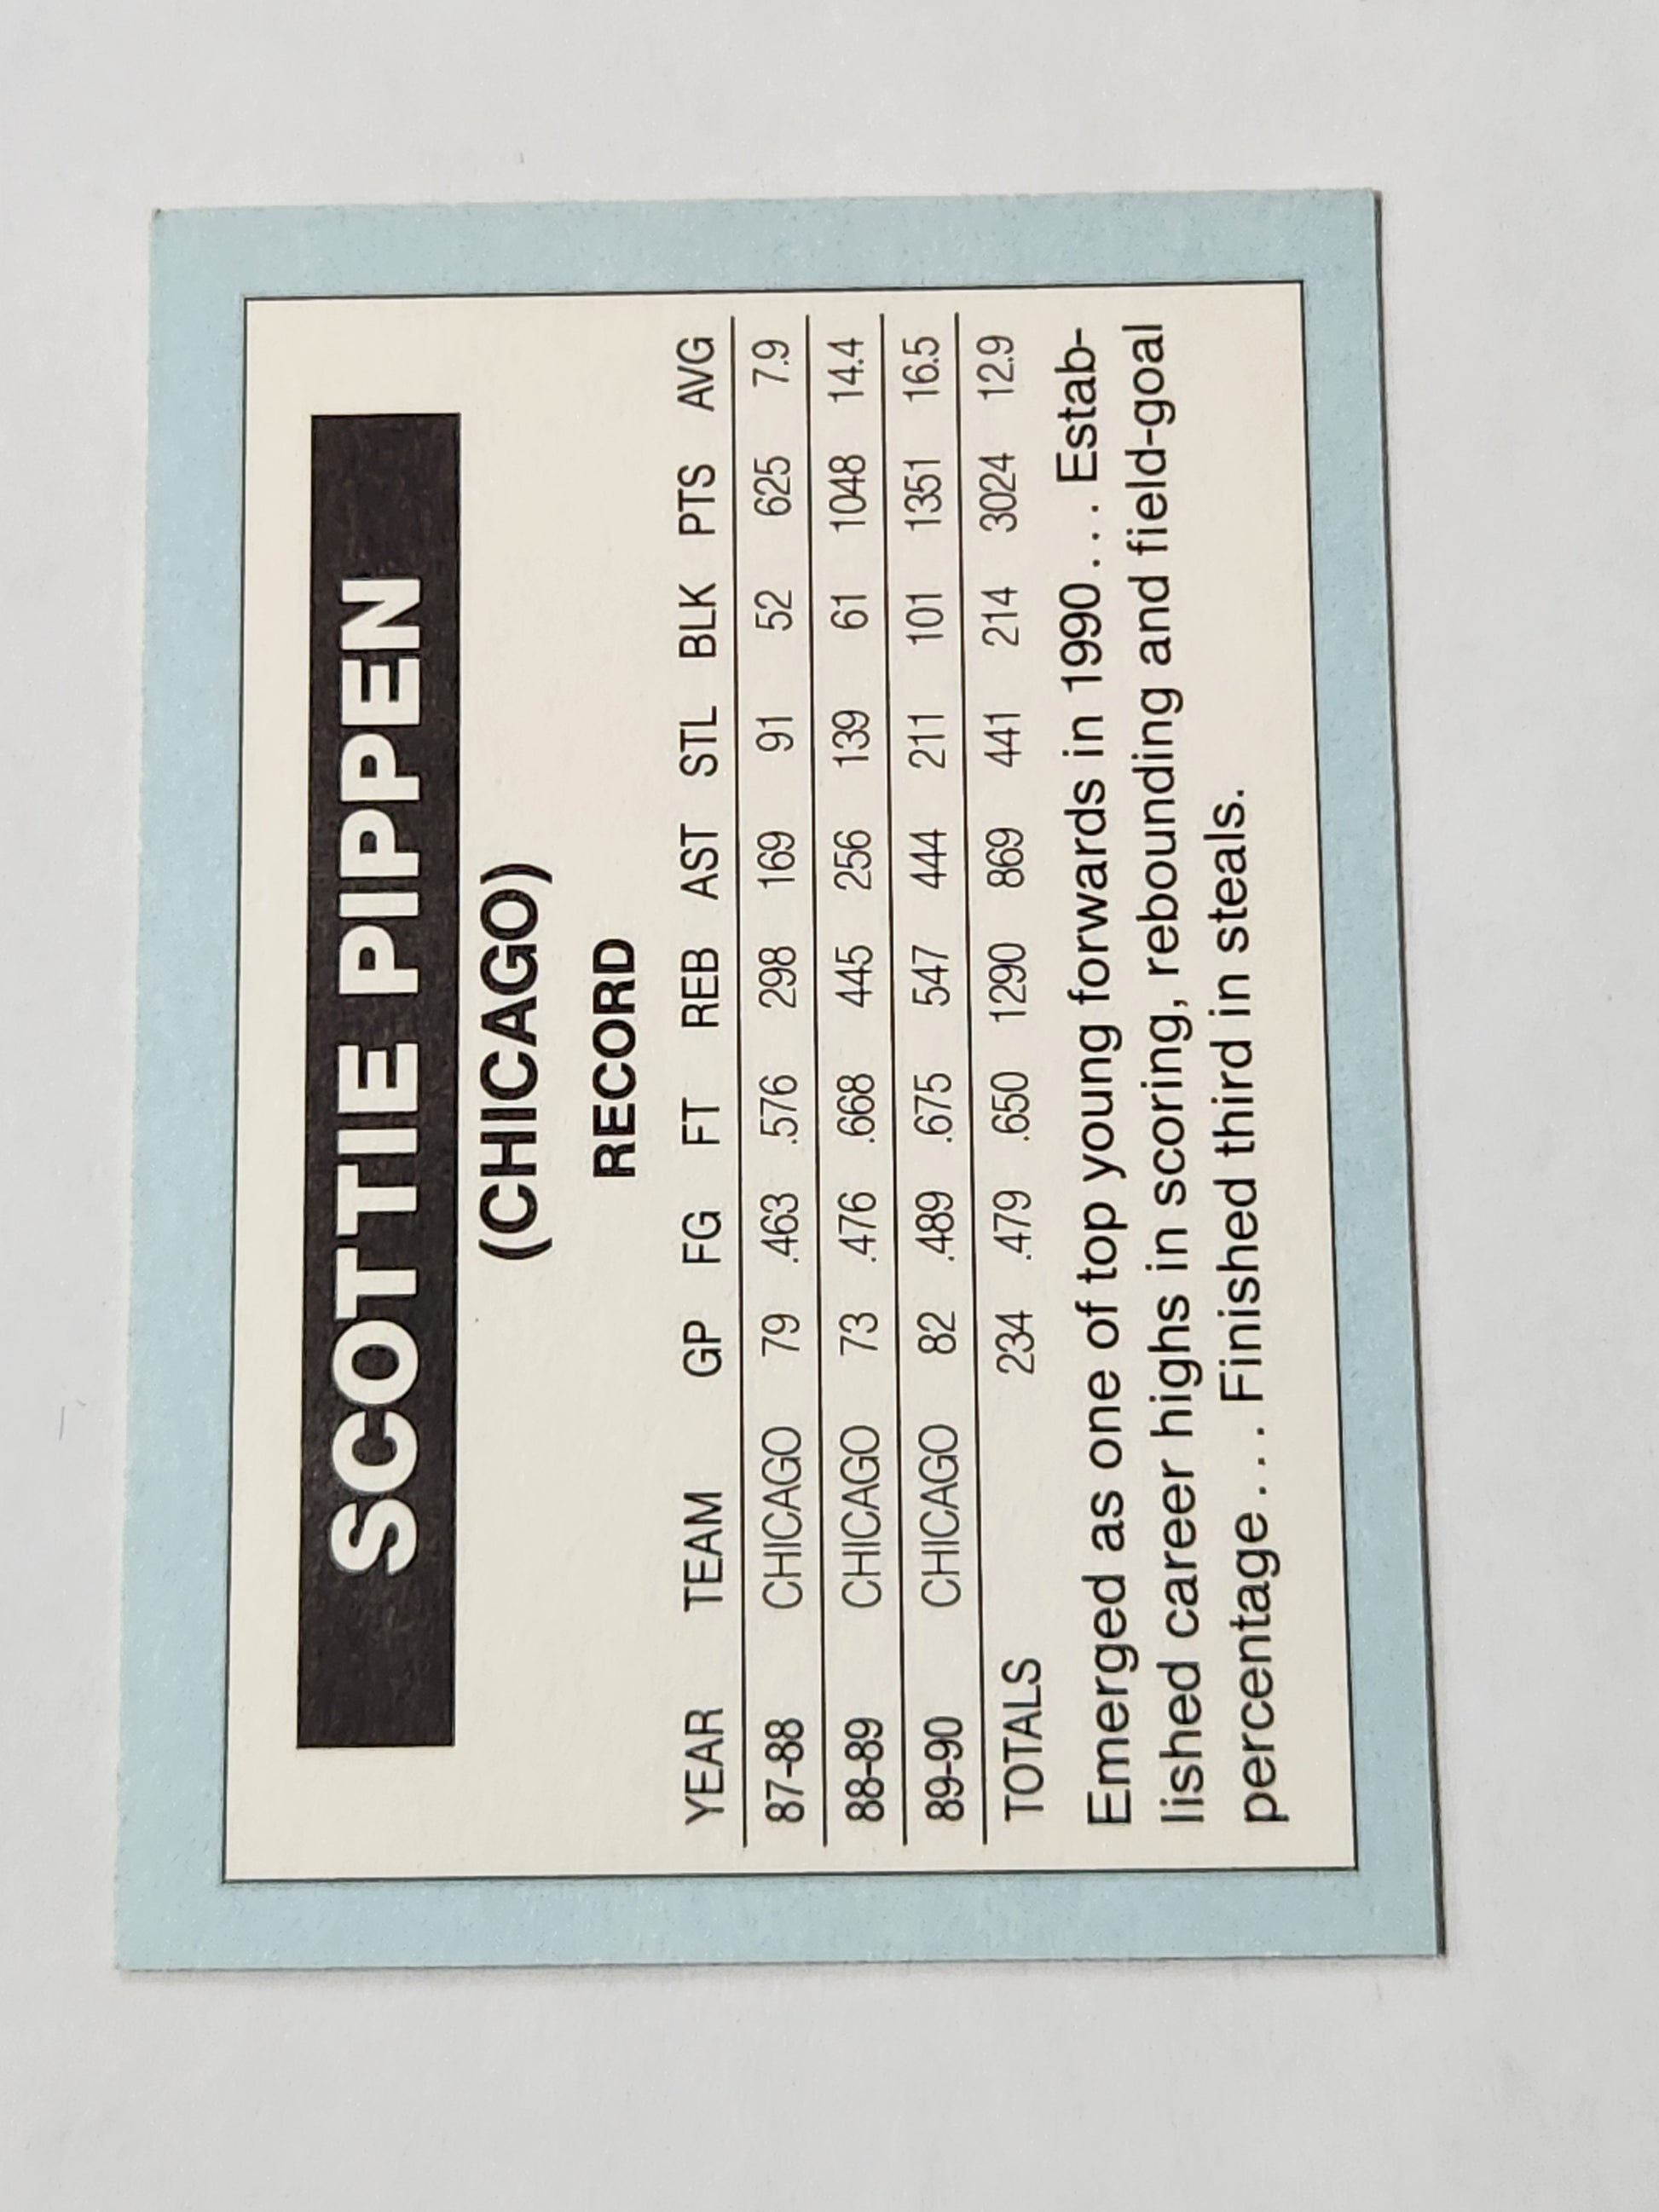 SCOTTIE PIPPEN
(CHICAGO)
RECORD
YEAR TEAM GP FG FT REB AST STL BLK PTS AVG
87-88 CHICAGO 79 .463 .576 298 169 91 52 625 7.9
88-89 CHICAGO 73 .476 .668 445 256 139 61 1048 14.4
89-90 CHICAGO 82 .489 .675 547 444 211 101 1351 16.5
TOTALS 234 .479 .650 1290 869 441 214 3024 12.9
Emerged as one of top young forwards in 1990... Estab-
lished career highs in scoring, rebounding and field-goal
percentage... Finished third in steals.